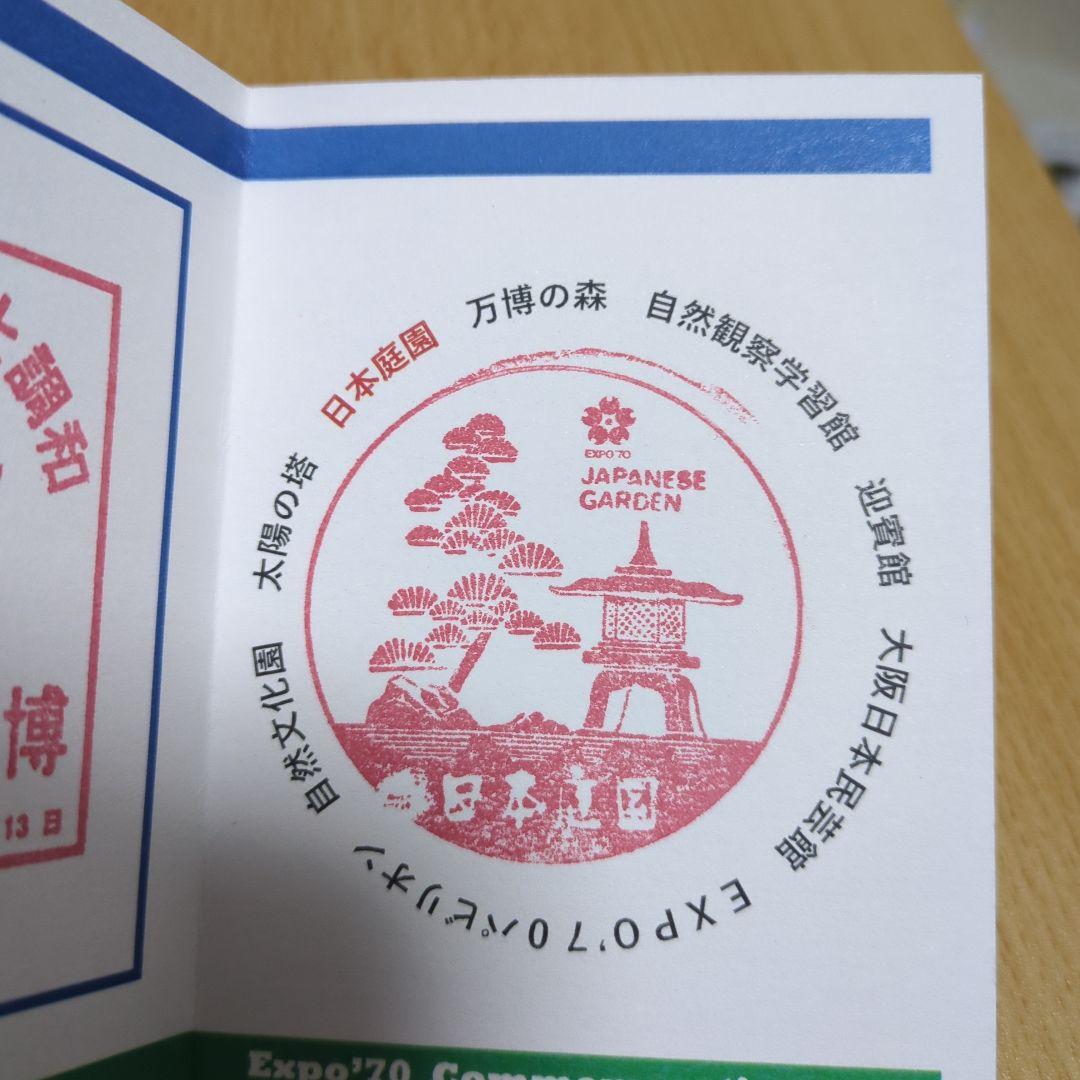 調和
博
13日
日本庭園
万博の森
自然観察学習館
迎賓館
大阪日本民芸館
EXPO'70パビリオン
自然文化園
太陽の塔
EXPO'70
JAPANESE
GARDEN
日本庭園
Expo'70